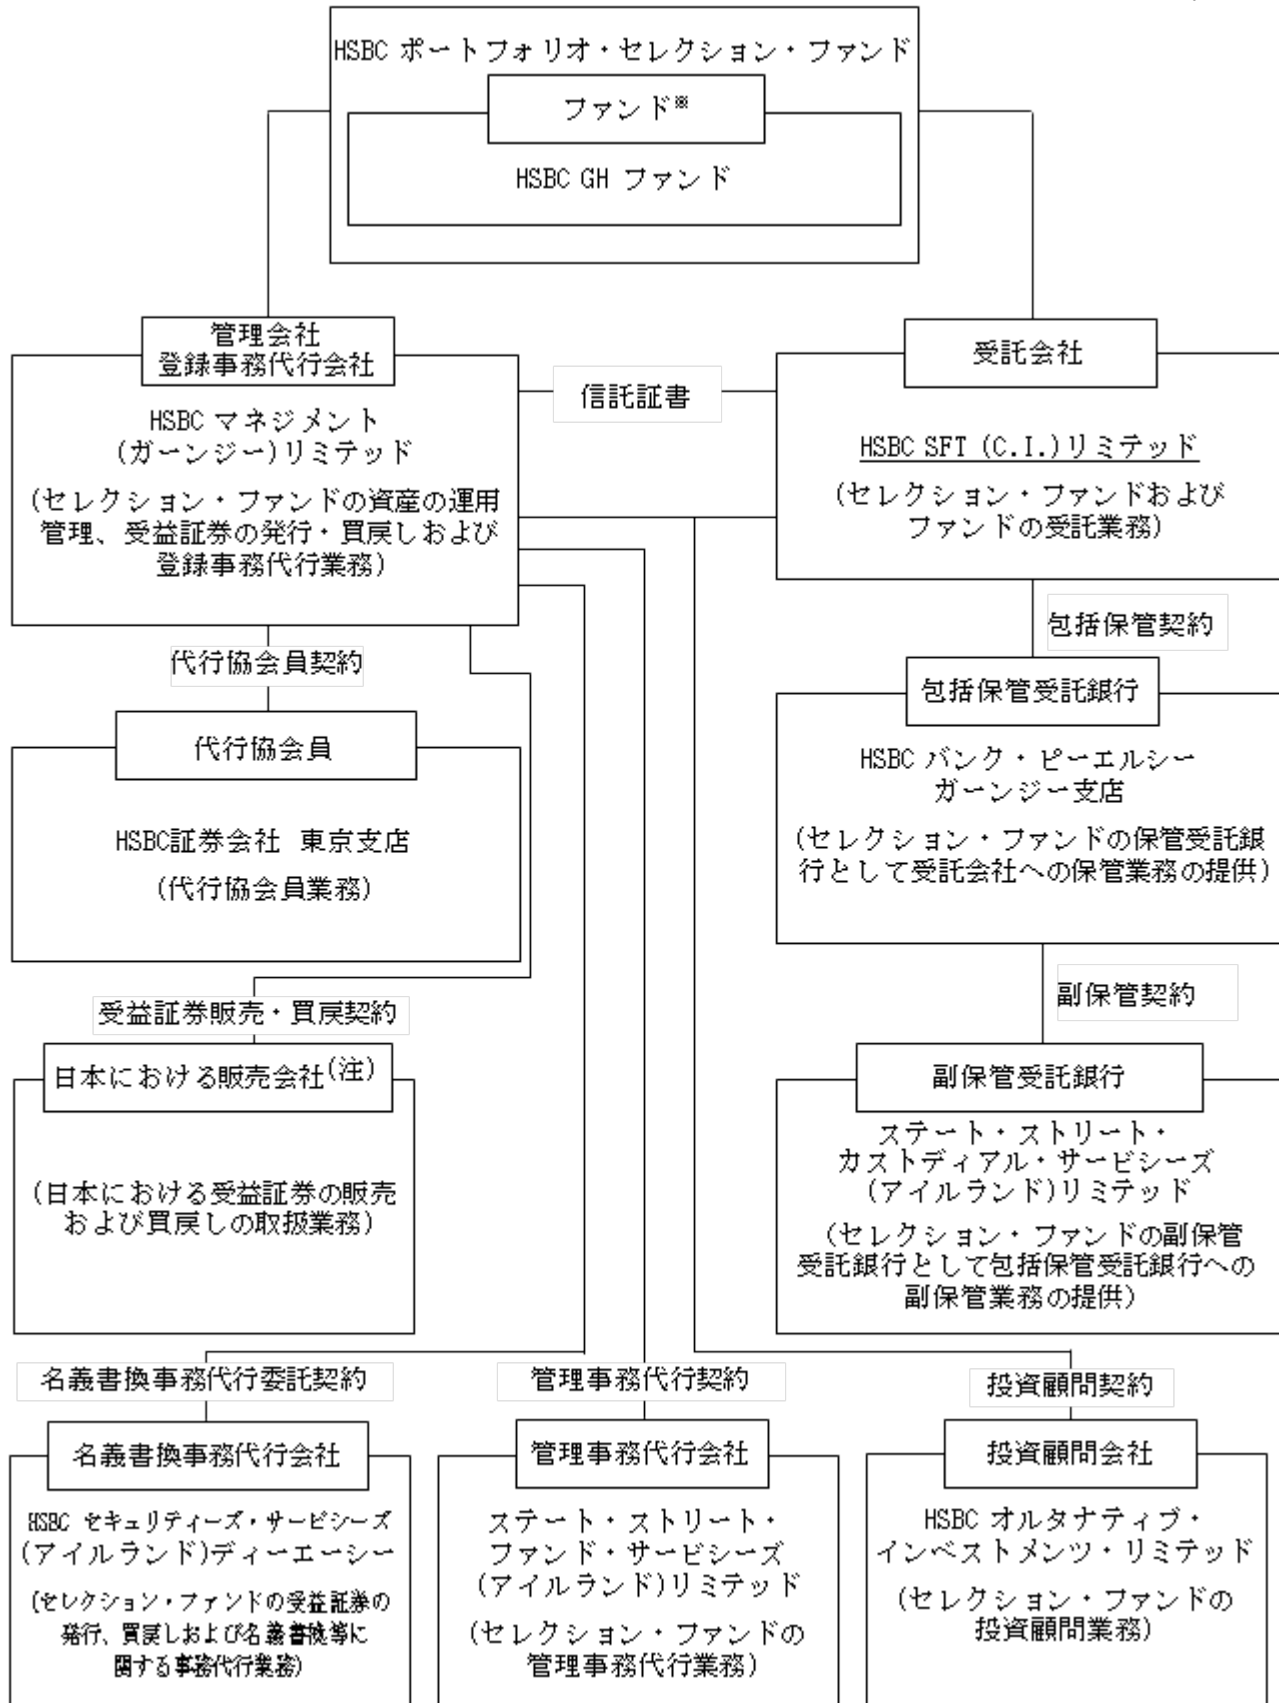 HSBC ポートフォリオ・セレクション・ファンド
ファンド※
HSBC GH ファンド
管理会社
登録事務代行会社
HSBC マネジメント
(ガーンジー)リミテッド
(セレクション・ファンドの資産の運用
管理、受益証券の発行・買戻しおよび
登録事務代行業務)
信託証書
受託会社
HSBC SFT (C.I.)リミテッド
(セレクション・ファンドおよび
ファンドの受託業務)
包括保管契約
包括保管受託銀行
HSBC バンク・ピーエルシー
ガーンジー支店
(セレクション・ファンドの保管受託銀
行として受託会社への保管業務の提供)
代行協会員契約
代行協会員
HSBC証券会社 東京支店
(代行協会員業務)
副保管契約
副保管受託銀行
ステート・ストリート・
カストディアル・サービシーズ
(アイルランド)リミテッド
(セレクション・ファンドの副保管
受託銀行として包括保管受託銀行への
副保管業務の提供)
受益証券販売・買戻契約
日本における販売会社(注)
(日本における受益証券の販売
および買戻しの取扱業務)
名義書換事務代行委託契約
名義書換事務代行会社
HSBC セキュリティーズ・サービシーズ
(アイルランド)ディーエーシー
(セレクション・ファンドの受益証券の
発行、買戻しおよび名義書換等に
関する事務代行業務)
管理事務代行契約
管理事務代行会社
ステート・ストリート・
ファンド・サービシーズ
(アイルランド)リミテッド
(セレクション・ファンドの
管理事務代行業務)
投資顧問契約
投資顧問会社
HSBC オルタナティブ・
インベストメンツ・リミテッド
(セレクション・ファンドの
投資顧問業務)